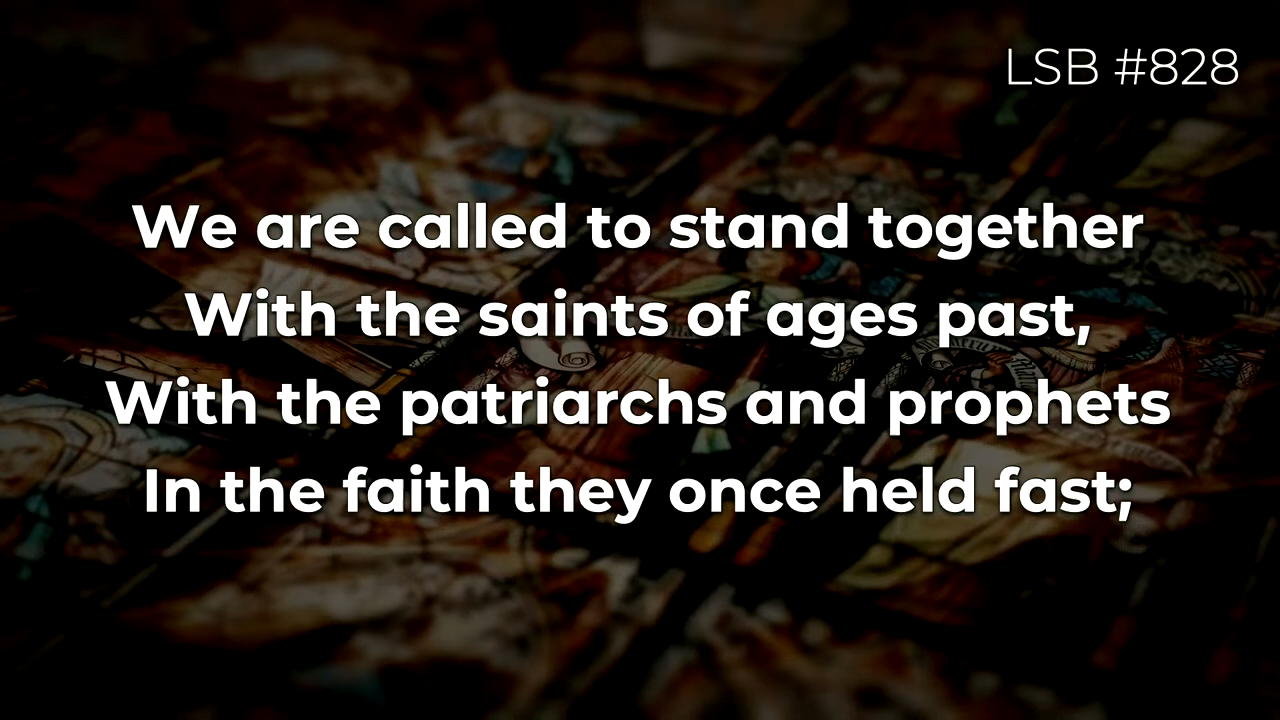 LSB #828
We are called to stand together
With the saints of ages past,
With the patriarchs and prophets
In the faith they once held fast;